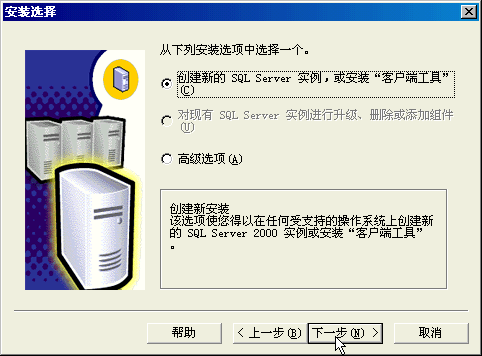 安装选择
从下列安装选项中选择一个。
创建新的 SQL Server 实例，或安装“客户端工具”
(C)
对现有 SQL Server 实例进行升级、删除或添加组件
(U)
高级选项(A)
创建新安装
该选项使您得以在任何受支持的操作系统上创建新
的 SQL Server 2000 实例或安装“客户端工具”
。
帮助
< 上一步(B)
下一步(N) >
取消